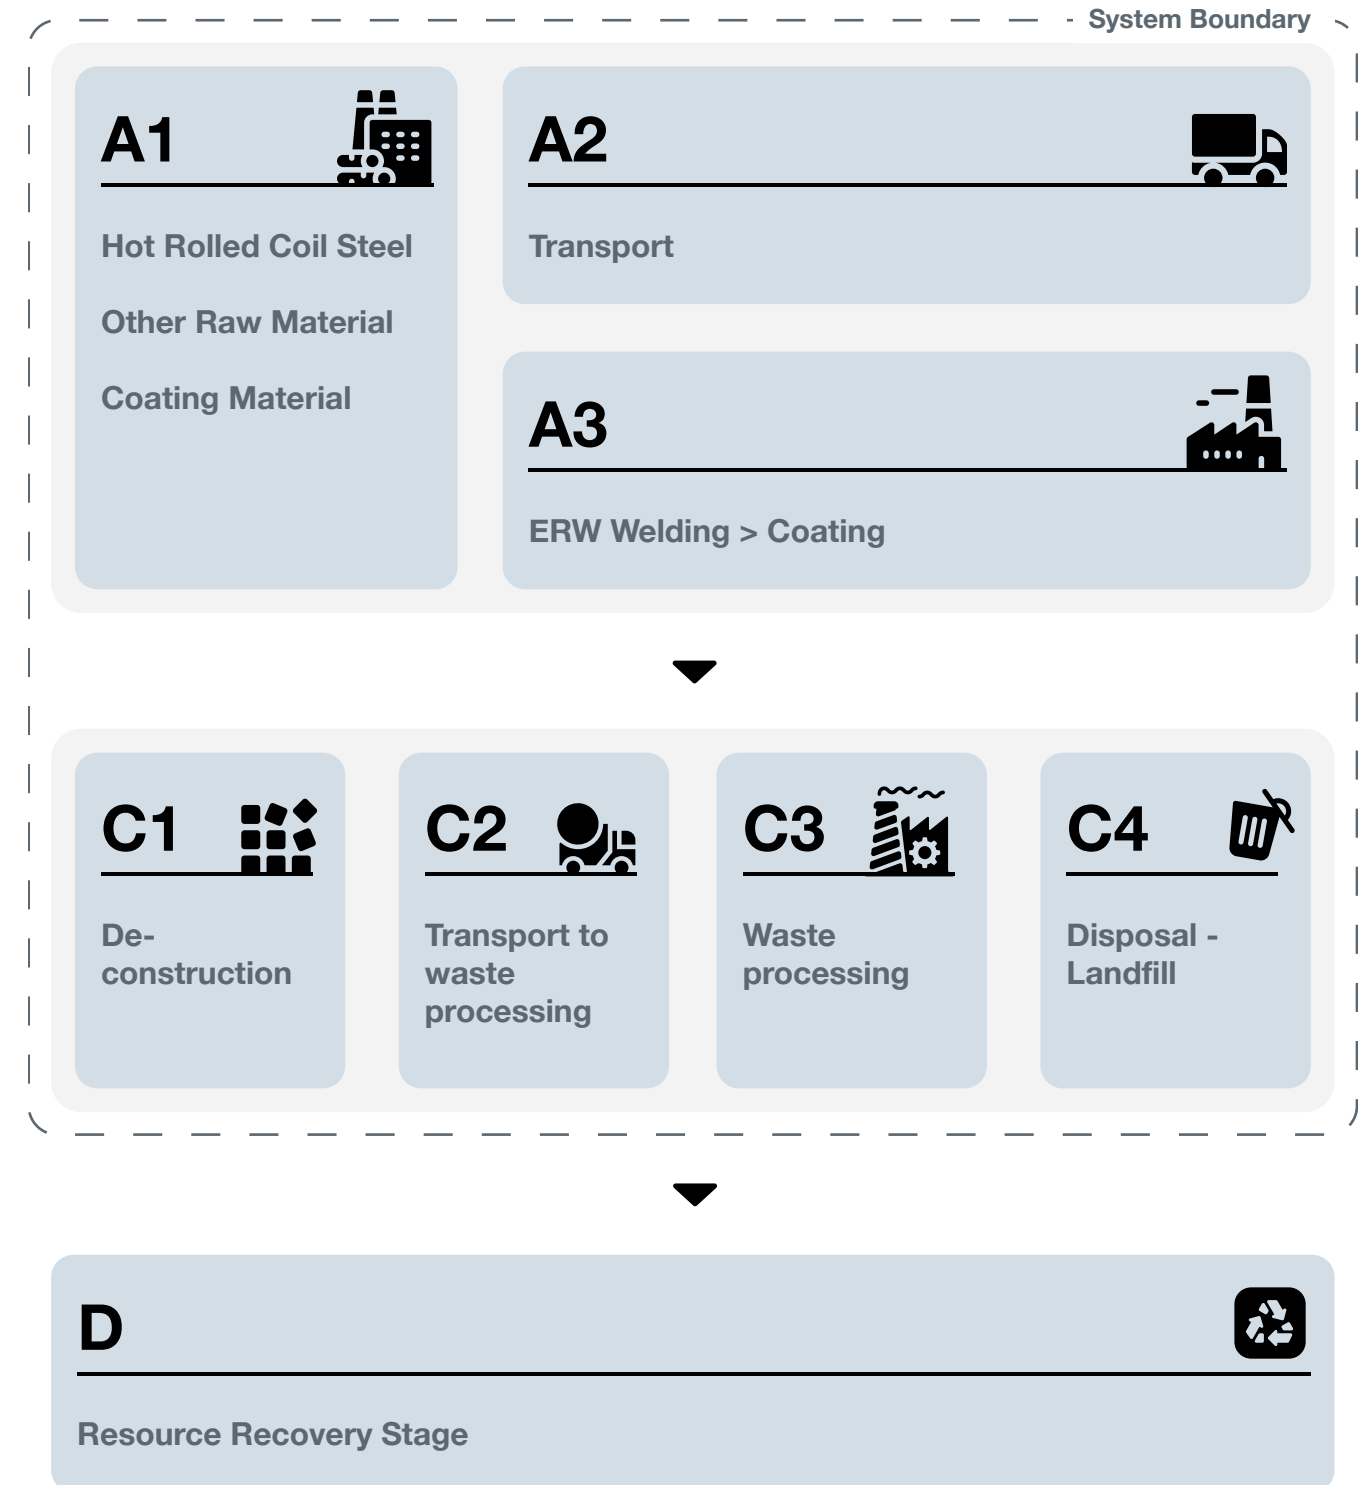 System Boundary
A1
Hot Rolled Coil Steel
Other Raw Material
Coating Material
A2
Transport
A3
ERW Welding > Coating
C1
De-
construction
C2
Transport to
waste
processing
C3
Waste
processing
C4
Disposal -
Landfill
D
Resource Recovery Stage